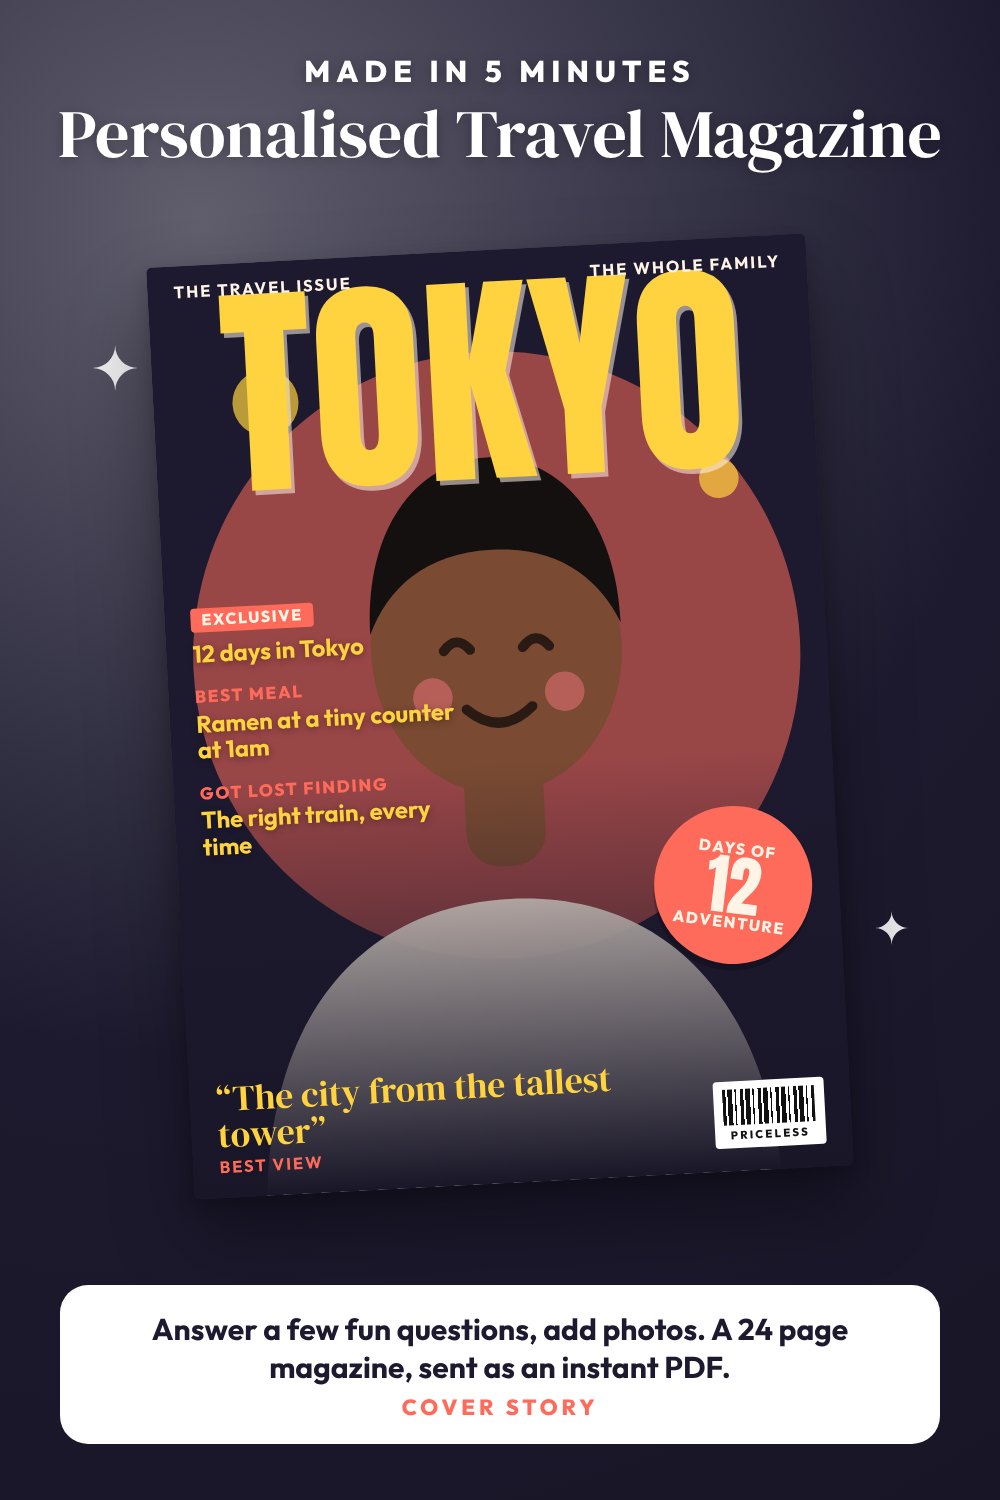 MADE IN 5 MINUTES
Personalised Travel Magazine
THE TRAVEL ISSUE
THE WHOLE FAMILY
TOKYO
EXCLUSIVE
12 days in Tokyo
BEST MEAL
Ramen at a tiny counter
at 1am
GOT LOST FINDING
The right train, every
time
DAYS OF
12
ADVENTURE
“The city from the tallest
tower”
BEST VIEW
PRICELESS
Answer a few fun questions, add photos. A 24 page
magazine, sent as an instant PDF.
COVER STORY